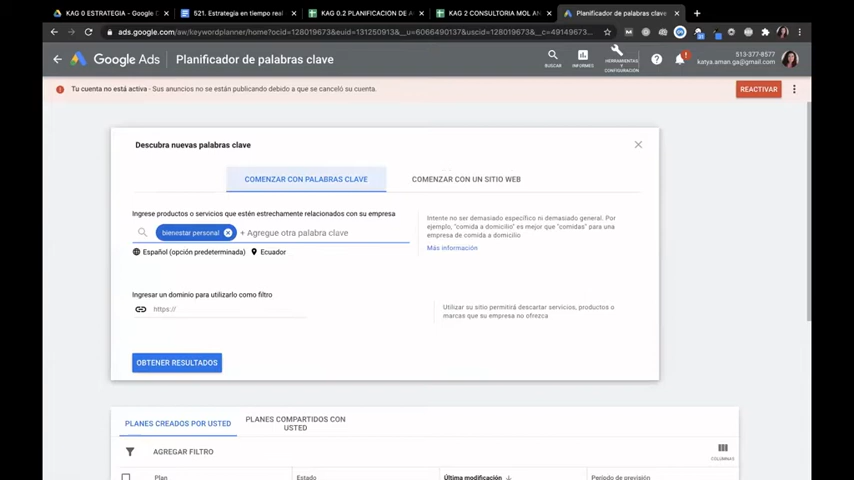 KAG 0 ESTRATEGIA - Google D
521. Estrategia en tiempo real
KAG 0.2 PLANIFICACION DE A
KAG 2 CONSULTORIA MOL AN
Planificador de palabras clave
ads.google.com/aw/keywordplanner/home?ocid=128019673&euid=131250913&__u=6066490137&uscid=128019673&__c=49149673...
Google Ads
Planificador de palabras clave
BUSCAR
INFORMES
HERRAMIENTAS Y CONFIGURACIÓN
513-377-8577
katya.aman.ga@gmail.com
Tu cuenta no está activa - Sus anuncios no se están publicando debido a que se canceló su cuenta.
REACTIVAR
Descubra nuevas palabras clave
COMENZAR CON PALABRAS CLAVE
COMENZAR CON UN SITIO WEB
Ingrese productos o servicios que estén estrechamente relacionados con su empresa
bienestar personal
+ Agregue otra palabra clave
Español (opción predeterminada)
Ecuador
Intente no ser demasiado específico ni demasiado general. Por
ejemplo, "comida a domicilio" es mejor que "comidas" para una
empresa de comida a domicilio
Más información
Ingresar un dominio para utilizarlo como filtro
https://
Utilizar su sitio permitirá descartar servicios, productos o
marcas que su empresa no ofrezca
OBTENER RESULTADOS
PLANES CREADOS POR USTED
PLANES COMPARTIDOS CON
USTED
AGREGAR FILTRO
COLUMNAS
Plan
Estado
Última modificación
Período de previsión